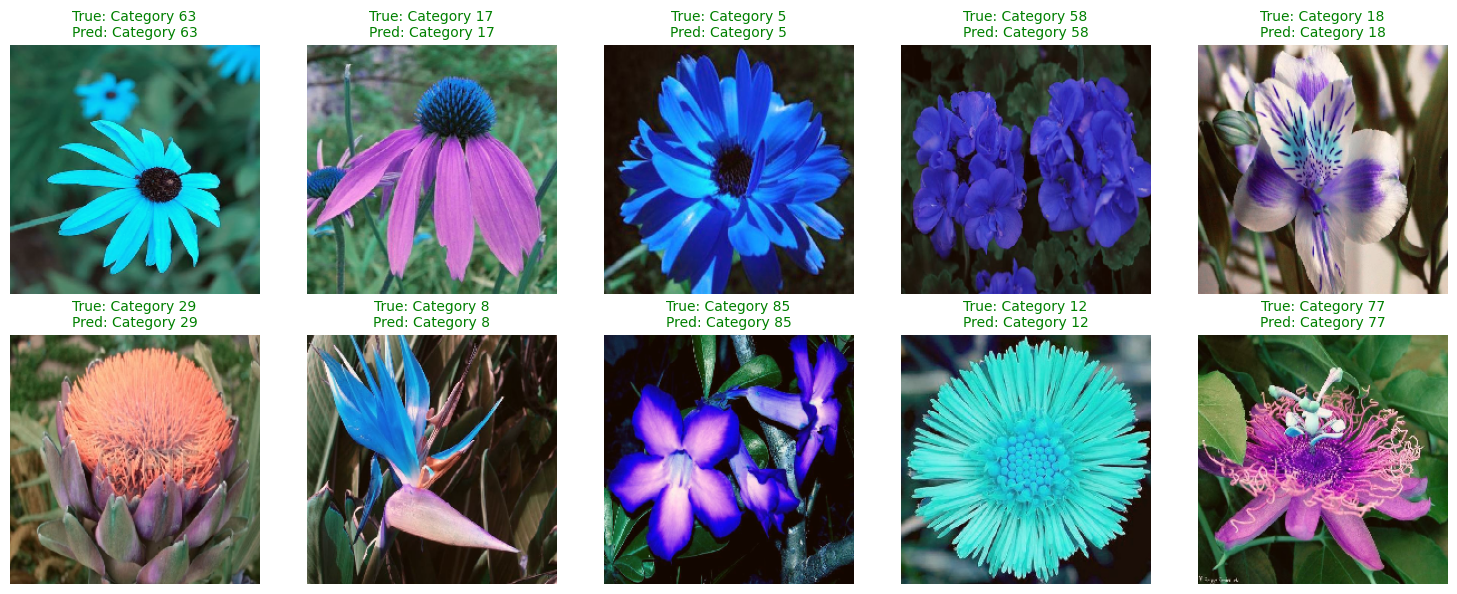 True: Category 63
Pred: Category 63
True: Category 17
Pred: Category 17
True: Category 5
Pred: Category 5
True: Category 58
Pred: Category 58
True: Category 18
Pred: Category 18
True: Category 29
Pred: Category 29
True: Category 8
Pred: Category 8
True: Category 85
Pred: Category 85
True: Category 12
Pred: Category 12
True: Category 77
Pred: Category 77